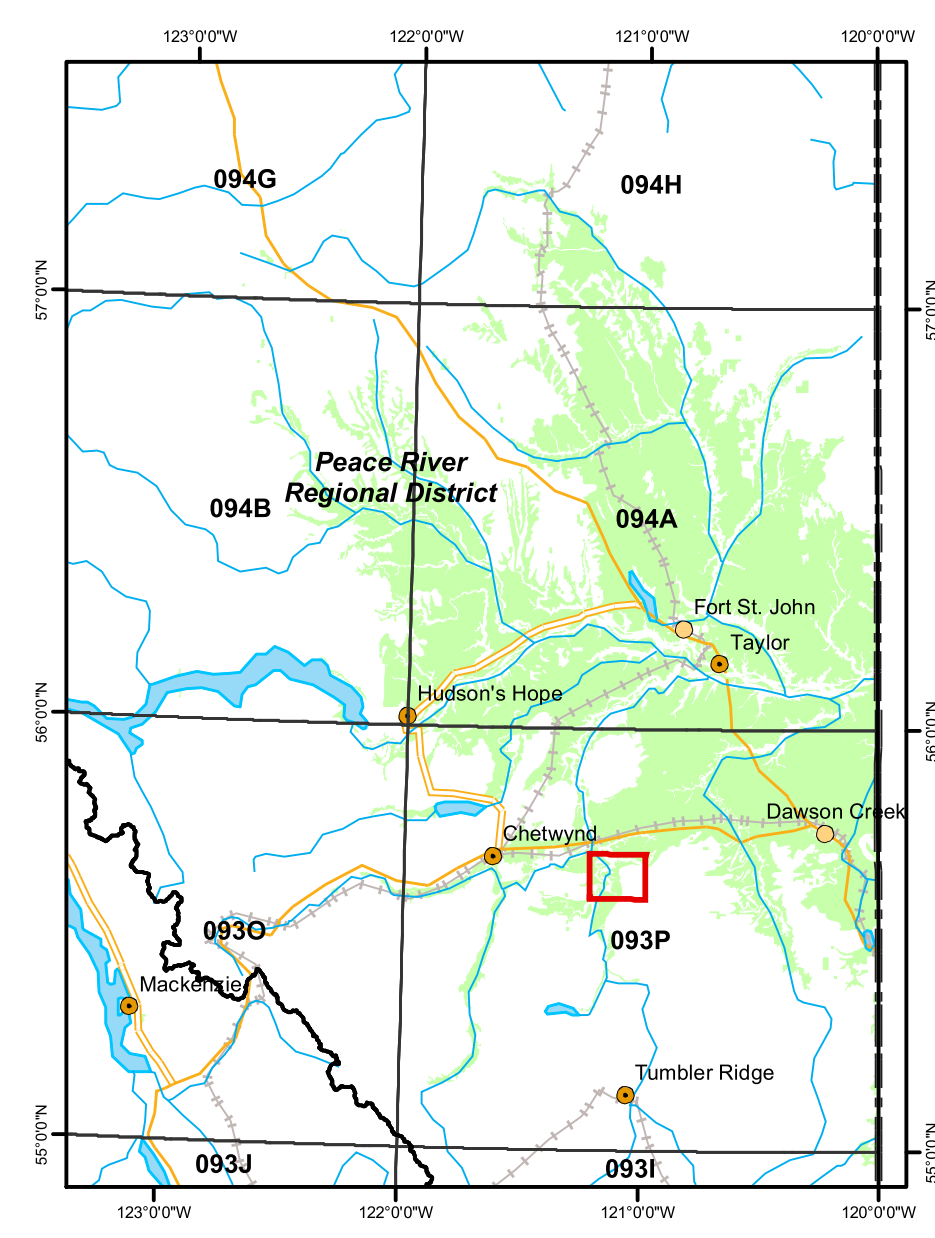 123°0'0"W
122°0'0"W
121°0'0"W
120°0'0"W
094G
094H
57°0'0"N
57°0'0"N
Peace River
Regional District
094B
094A
Fort St. John
Taylor
Hudson's Hope
56°0'0"N
56°0'0"N
Dawson Creek
Chetwynd
093O
093P
Mackenzie
Tumbler Ridge
55°0'0"N
55°0'0"N
093J
093I
123°0'0"W
122°0'0"W
121°0'0"W
120°0'0"W